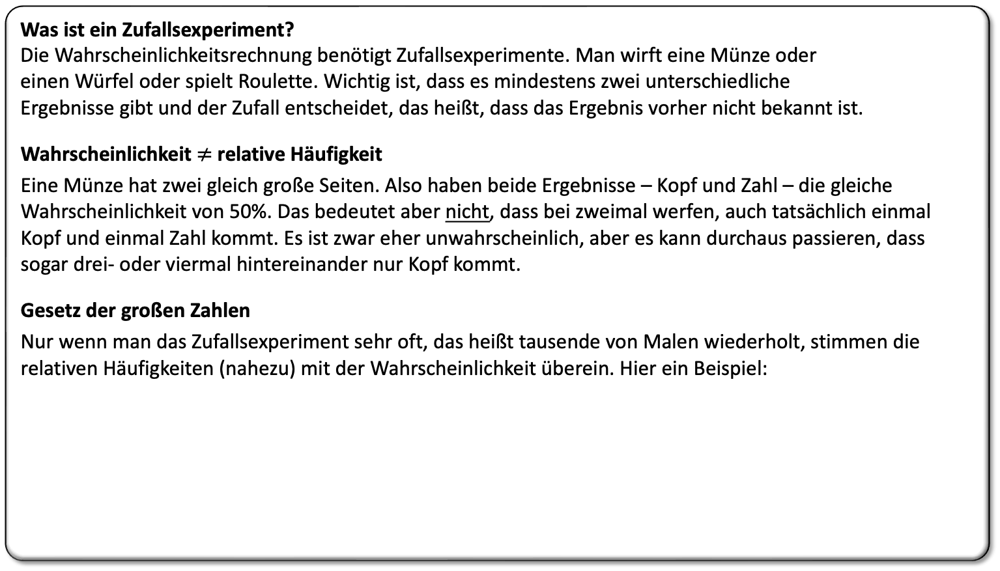 Was ist ein Zufallsexperiment?
Die Wahrscheinlichkeitsrechnung benötigt Zufallsexperimente. Man wirft eine Münze oder
einen Würfel oder spielt Roulette. Wichtig ist, dass es mindestens zwei unterschiedliche
Ergebnisse gibt und der Zufall entscheidet, das heißt, dass das Ergebnis vorher nicht bekannt ist.
Wahrscheinlichkeit ≠ relative Häufigkeit
Eine Münze hat zwei gleich große Seiten. Also haben beide Ergebnisse – Kopf und Zahl – die gleiche
Wahrscheinlichkeit von 50%. Das bedeutet aber nicht, dass bei zweimal werfen, auch tatsächlich einmal
Kopf und einmal Zahl kommt. Es ist zwar eher unwahrscheinlich, aber es kann durchaus passieren, dass
sogar drei- oder viermal hintereinander nur Kopf kommt.
Gesetz der großen Zahlen
Nur wenn man das Zufallsexperiment sehr oft, das heißt tausende von Malen wiederholt, stimmen die
relativen Häufigkeiten (nahezu) mit der Wahrscheinlichkeit überein. Hier ein Beispiel: